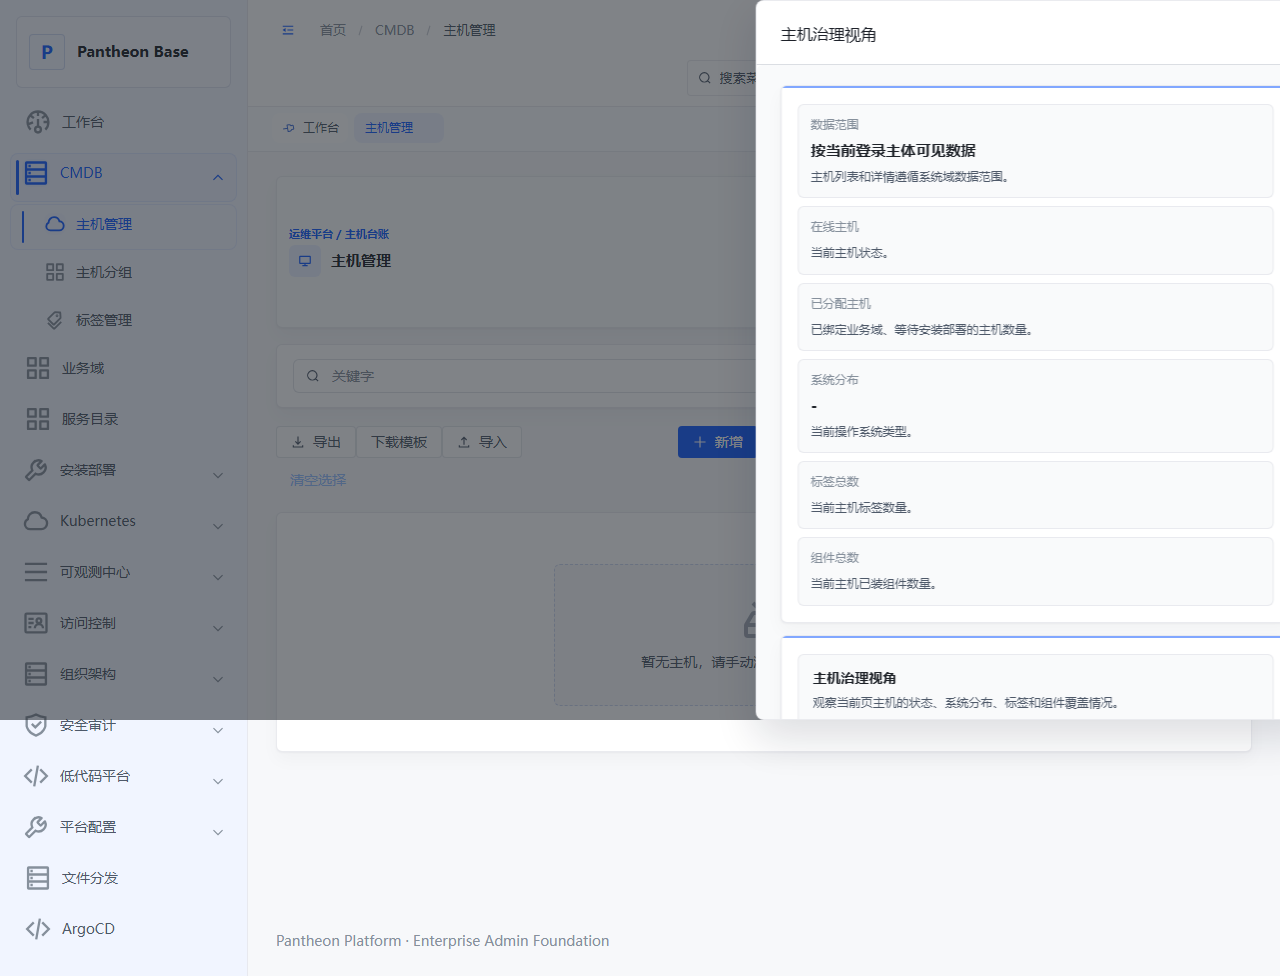 P Pantheon Base
工作台
CMDB
主机管理
主机分组
标签管理
业务域
服务目录
安装部署
Kubernetes
可观测中心
访问控制
组织架构
安全审计
低代码平台
平台配置
文件分发
ArgoCD
首页 / CMDB / 主机管理
搜索菜
工作台 主机管理
运维平台 / 主机台账
主机管理
关键字
导出 下载模板 导入 新增
清空选择
暂无主机，请手动
Pantheon Platform · Enterprise Admin Foundation
主机治理视角
数据范围
按当前登录主体可见数据
主机列表和详情遵循系统域数据范围。
在线主机
当前主机状态。
已分配主机
已绑定业务域、等待安装部署的主机数量。
系统分布
-
当前操作系统类型。
标签总数
当前主机标签数量。
组件总数
当前主机已装组件数量。
主机治理视角
观察当前页主机的状态、系统分布、标签和组件覆盖情况。